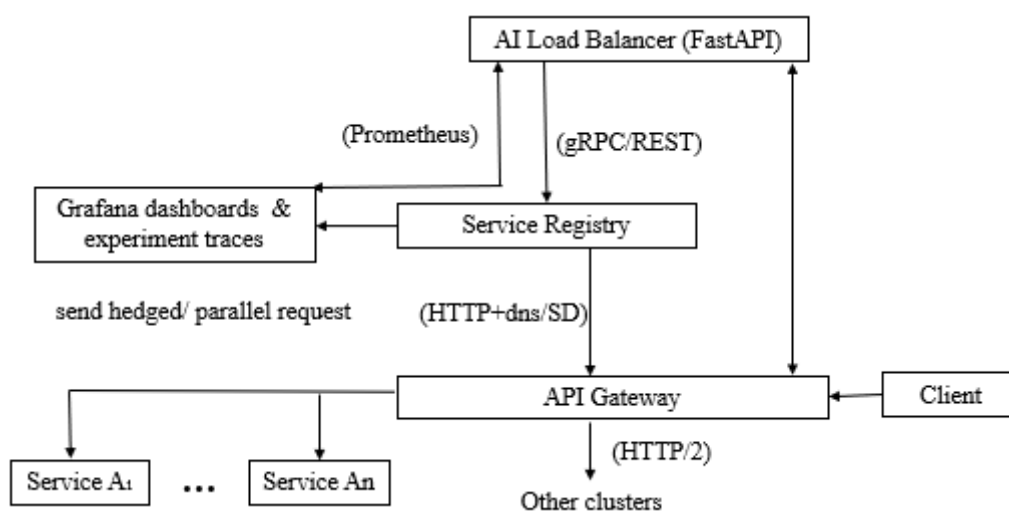 AI Load Balancer (FastAPI)
(Prometheus)
(gRPC/REST)
Grafana dashboards &
experiment traces
Service Registry
send hedged/ parallel request
(HTTP+dns/SD)
API Gateway
Client
(HTTP/2)
Service A₁
...
Service An
Other clusters